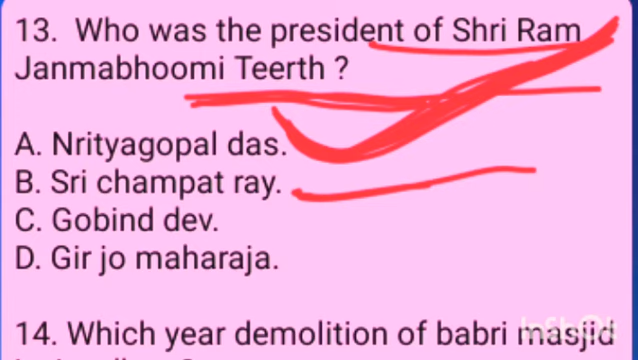 13. Who was the president of Shri Ram
Janmabhoomi Teerth ?
A. Nrityagopal das.
B. Sri champat ray.
C. Gobind dev.
D. Gir jo maharaja.
14. Which year demolition of babri masjid